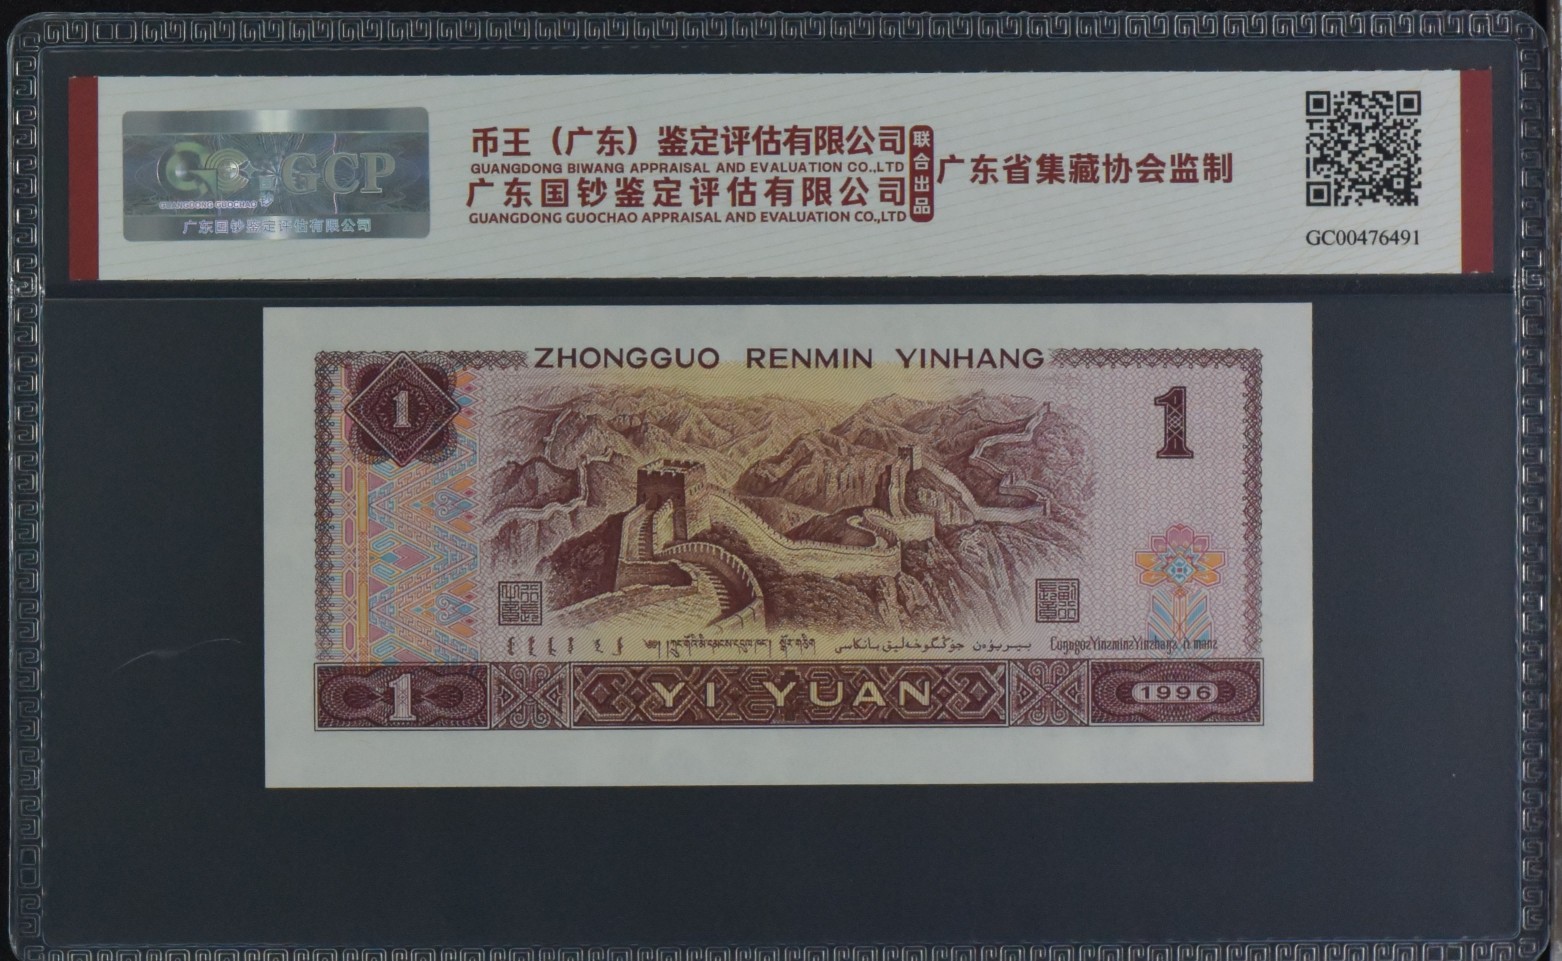 币王（广东）鉴定评估有限公司
GUANGDONG BIWANG APPRAISAL AND EVALUATION CO.,LTD
广东国钞鉴定评估有限公司
GUANGDONG GUOCHAO APPRAISAL AND EVALUATION CO.,LTD
联合出品
广东省集藏协会监制
GCP
GUANGDONG GUOCHAO
广东国钞鉴定评估有限公司
GC00476491
ZHONGGUO RENMIN YINHANG
1
1
1
YI YUAN
1996